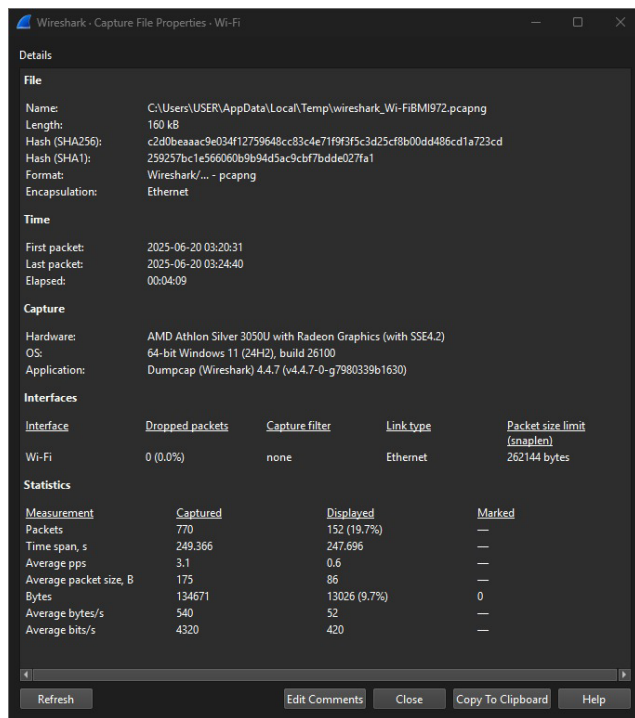 Wireshark · Capture File Properties · Wi-Fi
Details
File
Name: C:\Users\USER\AppData\Local\Temp\wireshark_Wi-FiBMI972.pcapng
Length: 160 kB
Hash (SHA256): c2d0beaaac9e034f12759648cc83c4e71f9f3f5c3d25cf8b00dd486cd1a723cd
Hash (SHA1): 259257bc1e566060b9b94d5ac9cbf7bdde027fa1
Format: Wireshark/... - pcapng
Encapsulation: Ethernet
Time
First packet: 2025-06-20 03:20:31
Last packet: 2025-06-20 03:24:40
Elapsed: 00:04:09
Capture
Hardware: AMD Athlon Silver 3050U with Radeon Graphics (with SSE4.2)
OS: 64-bit Windows 11 (24H2), build 26100
Application: Dumpcap (Wireshark) 4.4.7 (v4.4.7-0-g7980339b1630)
Interfaces
Interface Dropped packets Capture filter Link type Packet size limit
(snaplen)
Wi-Fi 0 (0.0%) none Ethernet 262144 bytes
Statistics
Measurement Captured Displayed Marked
Packets 770 152 (19.7%) —
Time span, s 249.366 247.696 —
Average pps 3.1 0.6 —
Average packet size, B 175 86 —
Bytes 134671 13026 (9.7%) 0
Average bytes/s 540 52 —
Average bits/s 4320 420 —
Refresh Edit Comments Close Copy To Clipboard Help